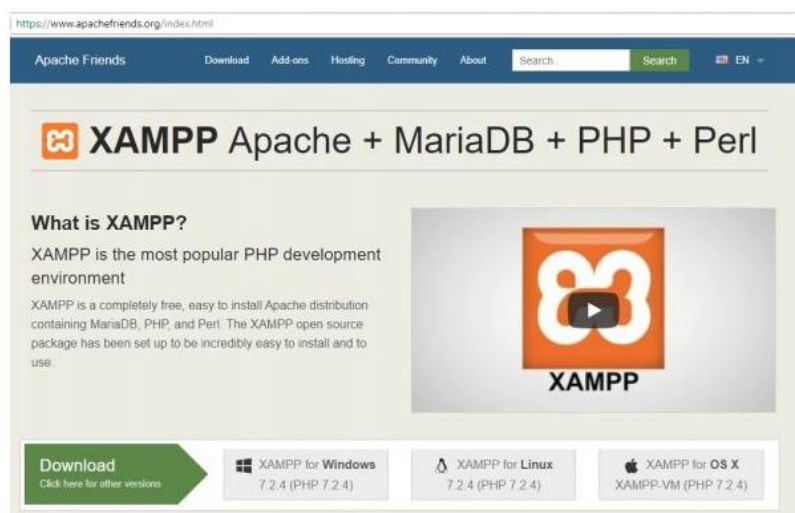 https://www.apachefriends.org/index.html
Apache Friends Download Add-ons Hosting Community About Search.. Search EN
XAMPP Apache + MariaDB + PHP + Perl
What is XAMPP?
XAMPP is the most popular PHP development
environment
XAMPP is a completely free, easy to install Apache distribution
containing MariaDB, PHP, and Perl. The XAMPP open source
package has been set up to be incredibly easy to install and to
use.
XAMPP
Download
Click here for other versions
XAMPP for Windows
7.2.4 (PHP 7.2.4)
XAMPP for Linux
7.2.4 (PHP 7.2.4)
XAMPP for OS X
XAMPP-VM (PHP 7.2.4)